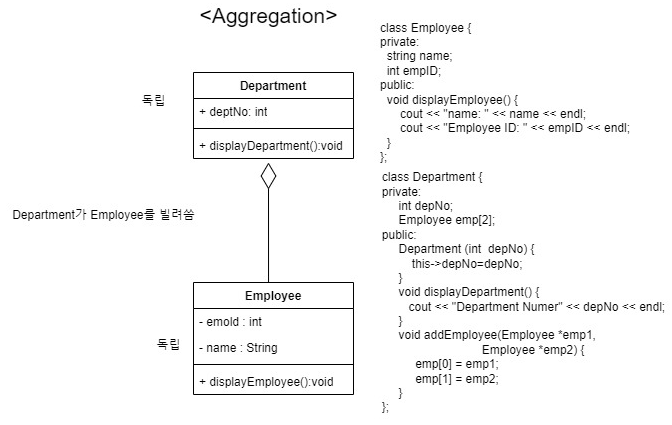 <Aggregation>
Department
+ deptNo: int
+ displayDepartment():void
독립
Department가 Employee를 빌려씀
Employee
- emoId : int
- name : String
+ displayEmployee():void
독립
class Employee {
private:
string name;
int empID;
public:
void displayEmployee() {
cout << "name: " << name << endl;
cout << "Employee ID: " << empID << endl;
}
};
class Department {
private:
int depNo;
Employee emp[2];
public:
Department (int depNo) {
this->depNo=depNo;
}
void displayDepartment() {
cout << "Department Numer" << depNo << endl;
}
void addEmployee(Employee *emp1,
Employee *emp2) {
emp[0] = emp1;
emp[1] = emp2;
}
};